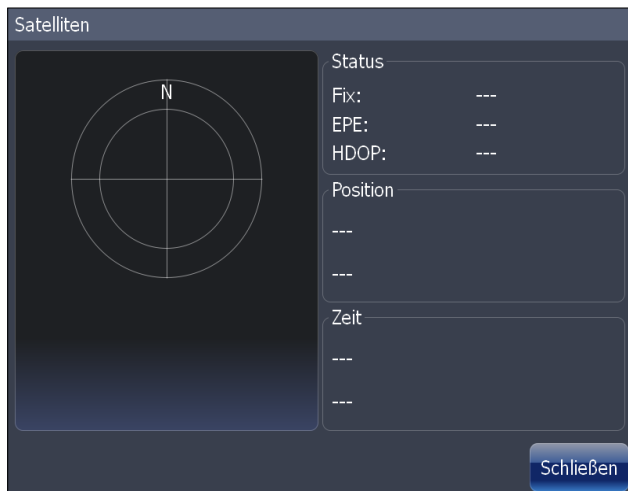 Satelliten
N
Status
Fix: ---
EPE: ---
HDOP: ---
Position
---
---
Zeit
---
---
Schließen